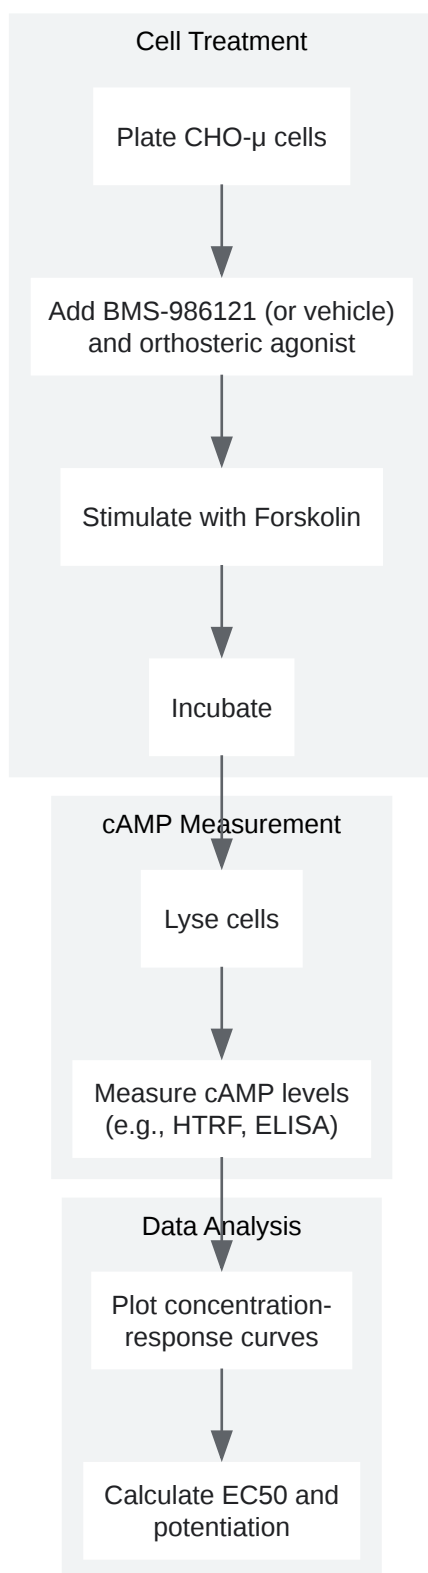 Cell Treatment
Plate CHO-μ cells
Add BMS-986121 (or vehicle)
and orthosteric agonist
Stimulate with Forskolin
Incubate
cAMP Measurement
Lyse cells
Measure cAMP levels
(e.g., HTRF, ELISA)
Data Analysis
Plot concentration-
response curves
Calculate EC50 and
potentiation